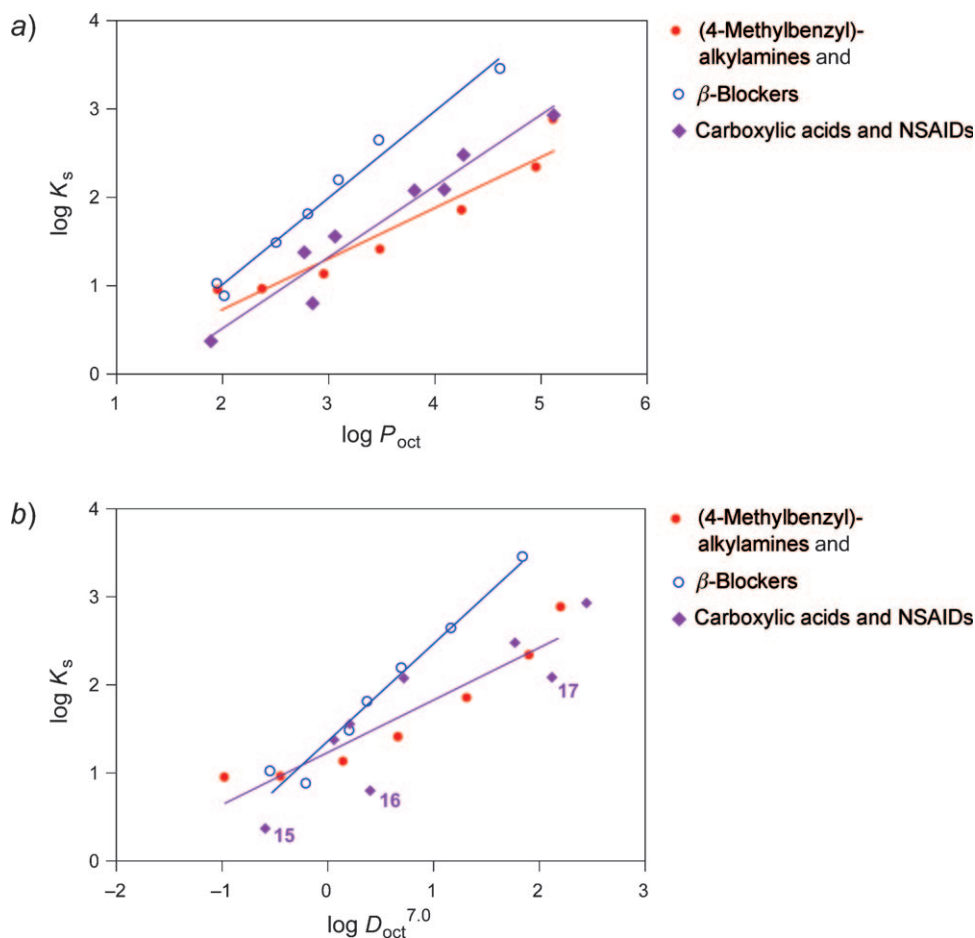 a)
4
3
2
1
0
log Ks
1 2 3 4 5 6
log Poct
(4-Methylbenzyl)-
alkylamines and
β-Blockers
Carboxylic acids and NSAIDs
b)
4
3
2
1
0
log Ks
17
16
15
–2 –1 0 1 2 3
log Doct7.0
(4-Methylbenzyl)-
alkylamines and
β-Blockers
Carboxylic acids and NSAIDs